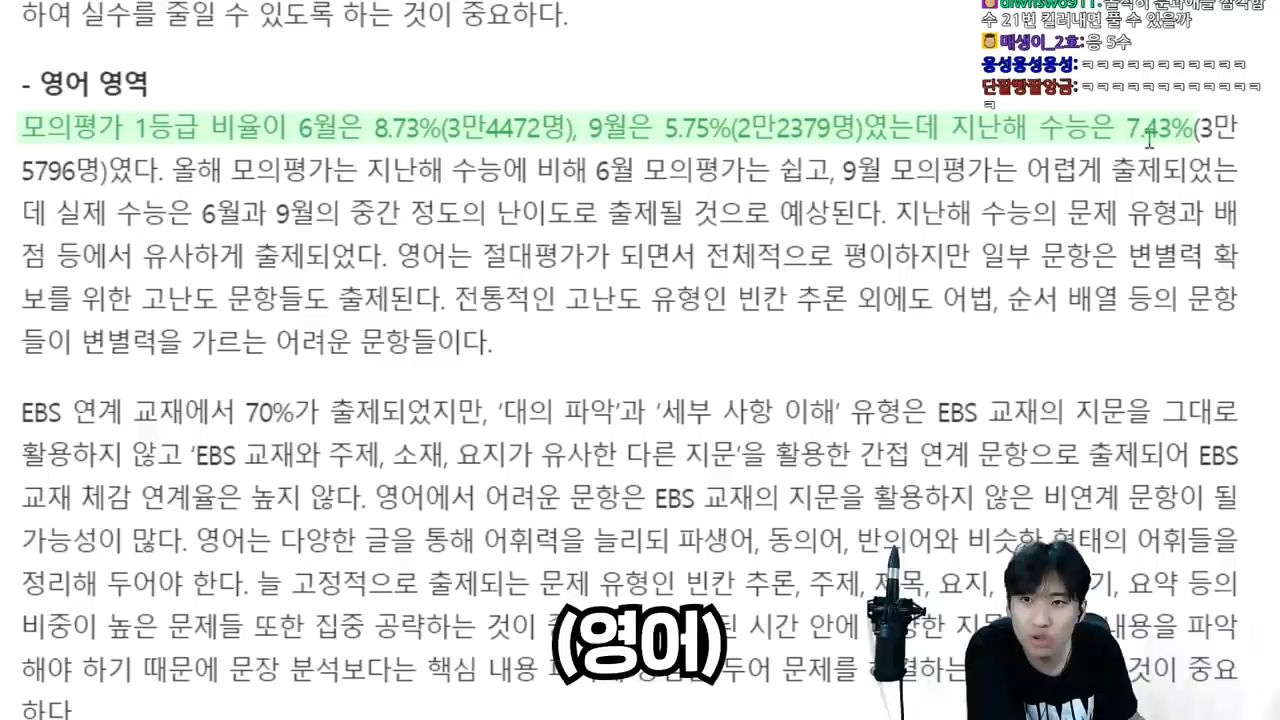 하여 실수를 줄일 수 있도록 하는 것이 중요하다.
수 21번 킬러내면 풀 수 있을까
매생이_2호: 응 5수
용성용성용성: ㅋㅋㅋㅋㅋㅋㅋㅋㅋㅋㅋ
단팥빵팥앙금: ㅋㅋㅋㅋㅋㅋㅋㅋㅋㅋㅋㅋ
ㅋ
- 영어 영역
모의평가 1등급 비율이 6월은 8.73%(3만4472명), 9월은 5.75%(2만2379명)였는데 지난해 수능은 7.43%(3만
5796명)였다. 올해 모의평가는 지난해 수능에 비해 6월 모의평가는 쉽고, 9월 모의평가는 어렵게 출제되었는
데 실제 수능은 6월과 9월의 중간 정도의 난이도로 출제될 것으로 예상된다. 지난해 수능의 문제 유형과 배
점 등에서 유사하게 출제되었다. 영어는 절대평가가 되면서 전체적으로 평이하지만 일부 문항은 변별력 확
보를 위한 고난도 문항들도 출제된다. 전통적인 고난도 유형인 빈칸 추론 외에도 어법, 순서 배열 등의 문항
들이 변별력을 가르는 어려운 문항들이다.
EBS 연계 교재에서 70%가 출제되었지만, ‘대의 파악’과 ‘세부 사항 이해’ 유형은 EBS 교재의 지문을 그대로
활용하지 않고 ‘EBS 교재와 주제, 소재, 요지가 유사한 다른 지문’을 활용한 간접 연계 문항으로 출제되어 EBS
교재 체감 연계율은 높지 않다. 영어에서 어려운 문항은 EBS 교재의 지문을 활용하지 않은 비연계 문항이 될
가능성이 많다. 영어는 다양한 글을 통해 어휘력을 늘리되 파생어, 동의어, 반의어와 비슷한 형태의 어휘들을
정리해 두어야 한다. 늘 고정적으로 출제되는 문제 유형인 빈칸 추론, 주제, 제목, 요지, 기, 요약 등의
비중이 높은 문제들 또한 집중 공략하는 것이 된 시간 안에 지문 내용을 파악
해야 하기 때문에 문장 분석보다는 핵심 내용 두어 문제를 것이 중요
하다
(영어)